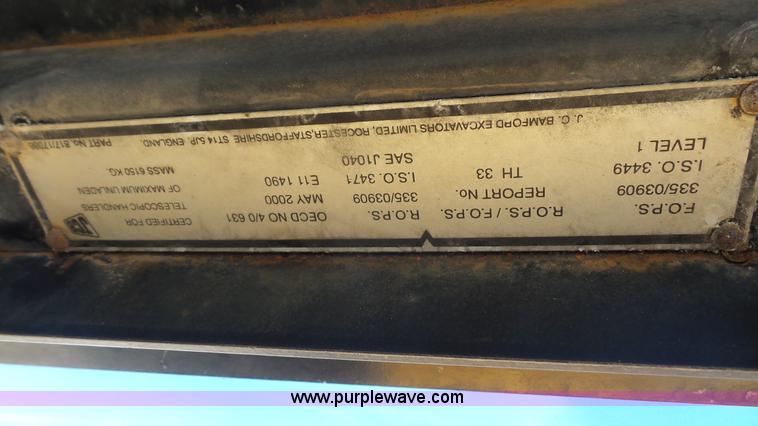 F.O.P.S.
335/03909
I.S.O. 3449
LEVEL 1
R.O.P.S. / F.O.P.S.
REPORT No.
TH 33
R.O.P.S.
335/03909
I.S.O. 3471
SAE J1040
OECD NO 4/0 631
MAY 2000
E11 1490
CERTIFIED FOR
TELESCOPIC HANDLERS
OF MAXIMUM UNLADEN
MASS 6150 KG.
J. C. BAMFORD EXCAVATORS LIMITED, ROCESTER, STAFFORDSHIRE ST14 5JP. ENGLAND. PART No.
www.purplewave.com